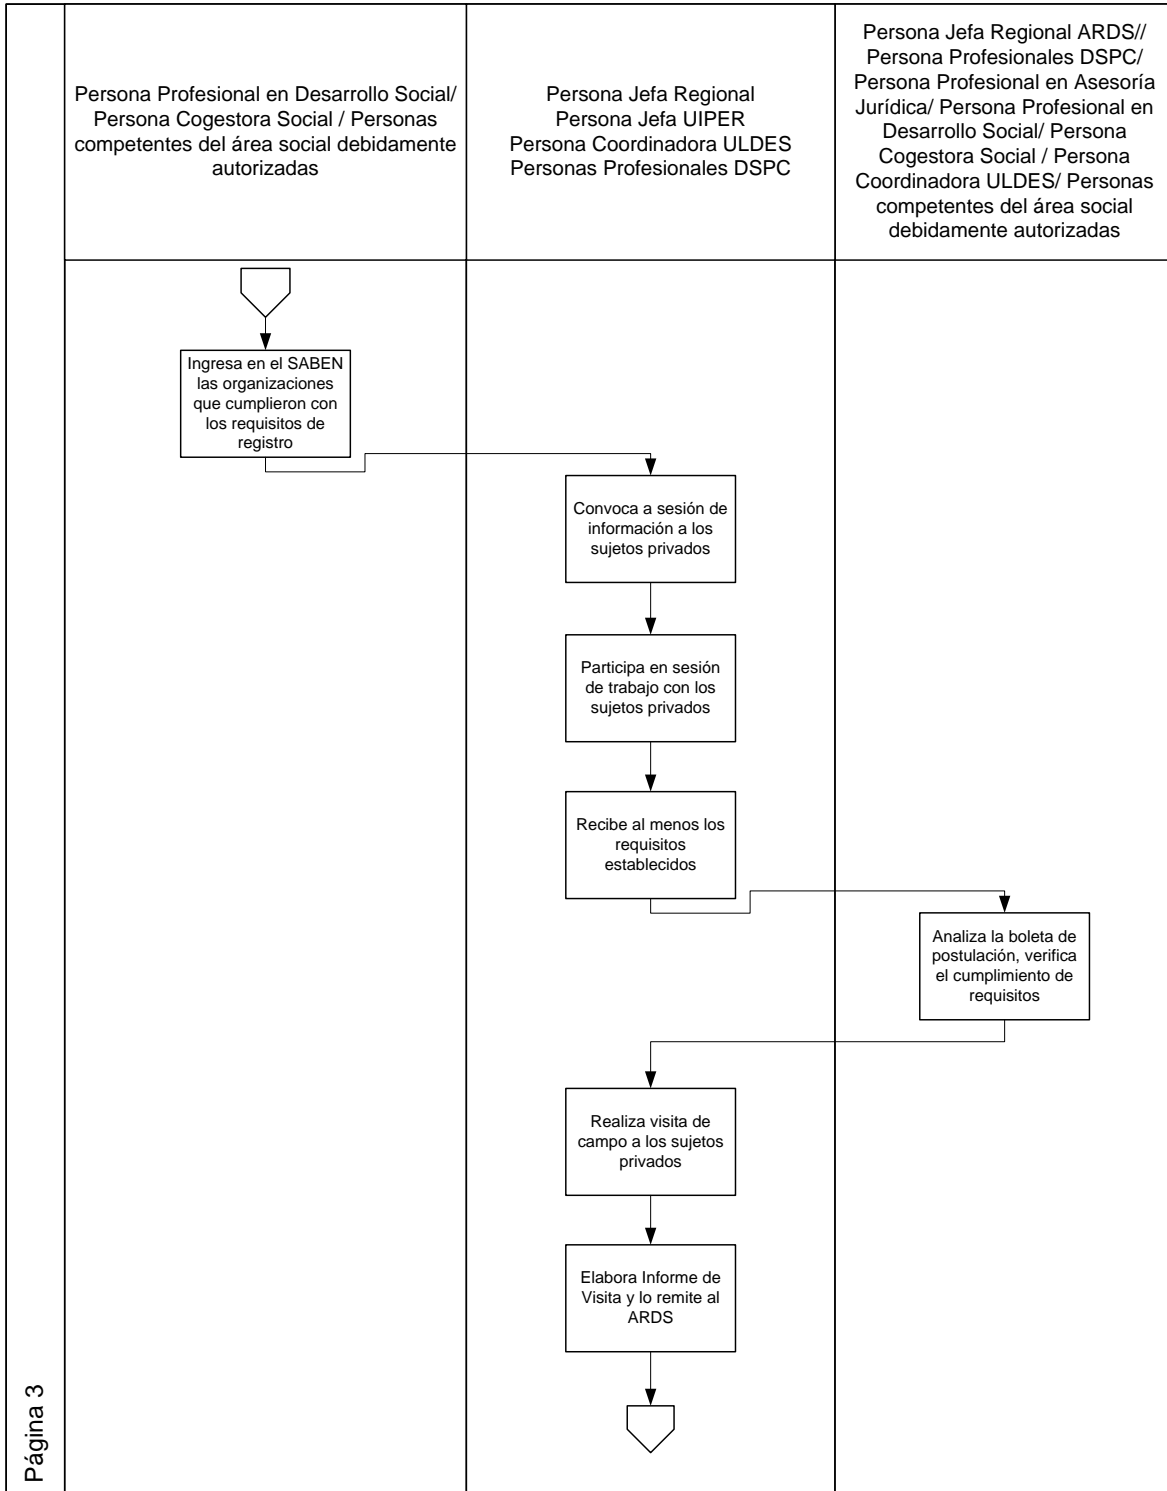 Persona Profesional en Desarrollo Social/
Persona Cogestora Social / Personas
competentes del área social debidamente
autorizadas
Persona Jefa Regional
Persona Jefa UIPER
Persona Coordinadora ULDES
Personas Profesionales DSPC
Persona Jefa Regional ARDS//
Persona Profesionales DSPC/
Persona Profesional en Asesoría
Jurídica/ Persona Profesional en
Desarrollo Social/ Persona
Cogestora Social / Persona
Coordinadora ULDES/ Personas
competentes del área social
debidamente autorizadas
Ingresa en el SABEN
las organizaciones
que cumplieron con
los requisitos de
registro
Convoca a sesión de
información a los
sujetos privados
Participa en sesión
de trabajo con los
sujetos privados
Recibe al menos los
requisitos
establecidos
Analiza la boleta de
postulación, verifica
el cumplimiento de
requisitos
Realiza visita de
campo a los sujetos
privados
Elabora Informe de
Visita y lo remite al
ARDS
Página 3